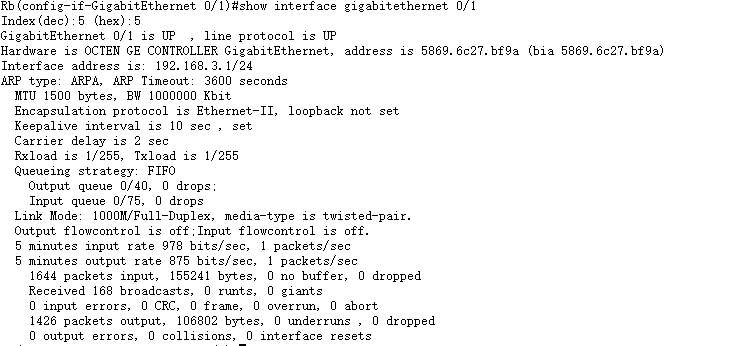 Rb(config-if-GigabitEthernet 0/1)#show interface gigabitethernet 0/1
Index(dec):5 (hex):5
GigabitEthernet 0/1 is UP  , line protocol is UP
Hardware is OCTEN GE CONTROLLER GigabitEthernet, address is 5869.6c27.bf9a (bia 5869.6c27.bf9a)
Interface address is: 192.168.3.1/24
ARP type: ARPA, ARP Timeout: 3600 seconds
  MTU 1500 bytes, BW 1000000 Kbit
  Encapsulation protocol is Ethernet-II, loopback not set
  Keepalive interval is 10 sec , set
  Carrier delay is 2 sec
  Rxload is 1/255, Txload is 1/255
  Queueing strategy: FIFO
    Output queue 0/40, 0 drops;
    Input queue 0/75, 0 drops
  Link Mode: 1000M/Full-Duplex, media-type is twisted-pair.
  Output flowcontrol is off;Input flowcontrol is off.
  5 minutes input rate 978 bits/sec, 1 packets/sec
  5 minutes output rate 875 bits/sec, 1 packets/sec
    1644 packets input, 155241 bytes, 0 no buffer, 0 dropped
    Received 168 broadcasts, 0 runts, 0 giants
    0 input errors, 0 CRC, 0 frame, 0 overrun, 0 abort
    1426 packets output, 106802 bytes, 0 underruns , 0 dropped
    0 output errors, 0 collisions, 0 interface resets